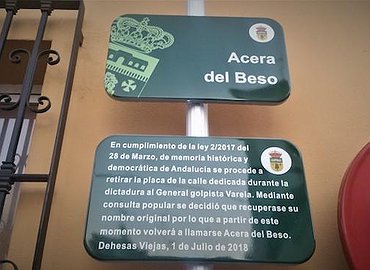 Acera
del Beso
En cumplimiento de la ley 2/2017 del
28 de Marzo, de memoria histórica y
democrática de Andalucía se procede a
retirar la placa de la calle dedicada durante la
dictadura al General golpista Varela. Mediante
consulta popular se decidió que recuperase su
nombre original por lo que a partir de este
momento volverá a llamarse Acera del Beso.
Dehesas Viejas, 1 de Julio de 2018